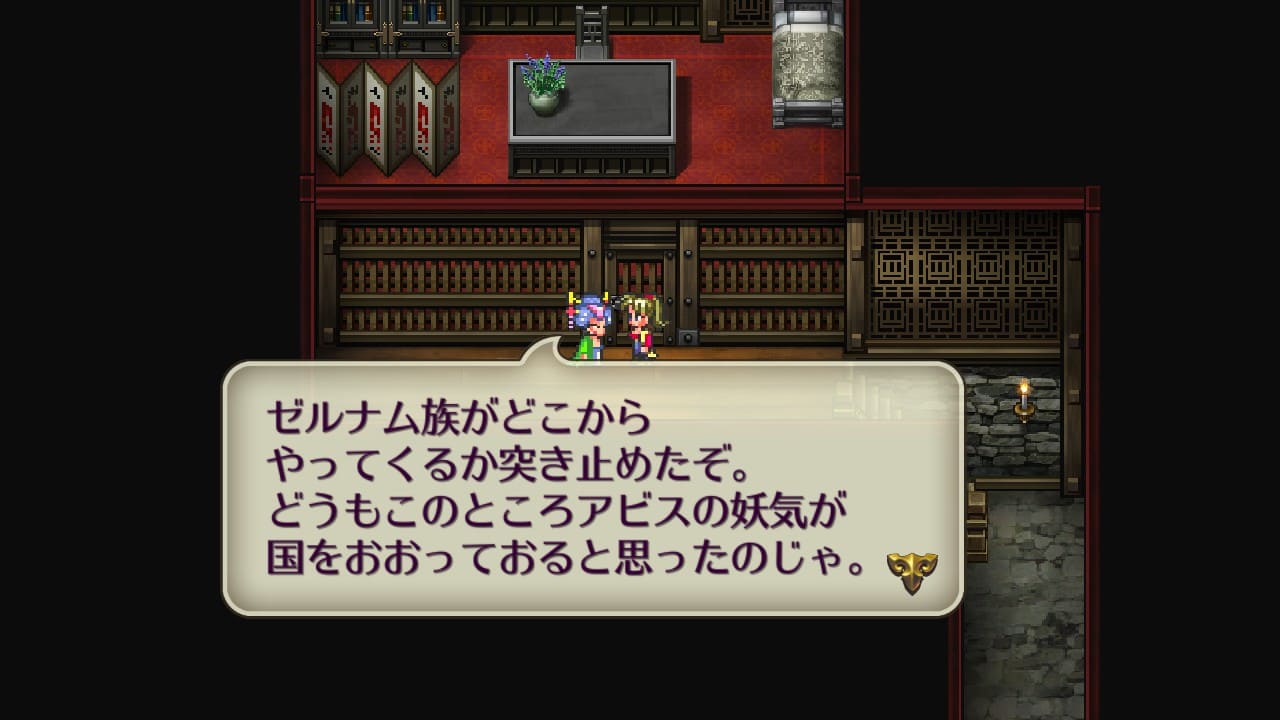 ゼルナム族がどこから
やってくるか突き止めたぞ。
どうもこのところアビスの妖気が
国をおおっておると思ったのじゃ。